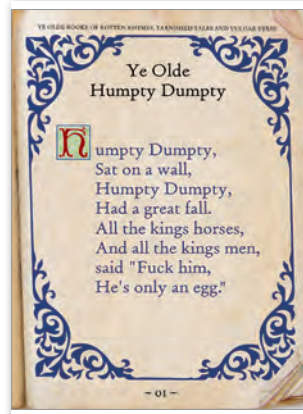 YE OLDE BOOKE OF ROTTEN RHYMES, TARNISHED TALES AND VULGAR VERSE
Ye Olde
Humpty Dumpty
Humpty Dumpty,
Sat on a wall,
Humpty Dumpty,
Had a great fall.
All the kings horses,
And all the kings men,
said "Fuck him,
He's only an egg."
~ 01 ~